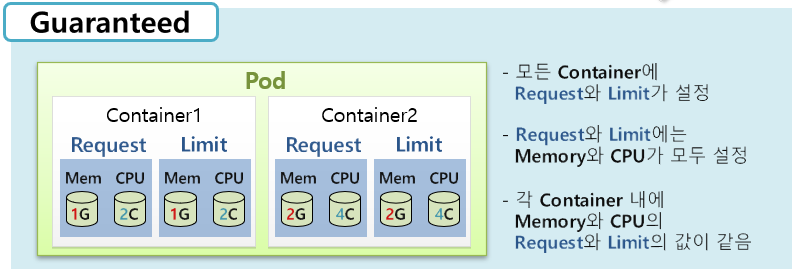 Guaranteed
Pod
Container1
Request Limit
Mem CPU Mem CPU
1G 2C 1G 2C
Container2
Request Limit
Mem CPU Mem CPU
2G 4C 2G 4C
- 모든 Container에
Request와 Limit가 설정
- Request와 Limit에는
Memory와 CPU가 모두 설정
- 각 Container 내에
Memory와 CPU의
Request와 Limit의 값이 같음